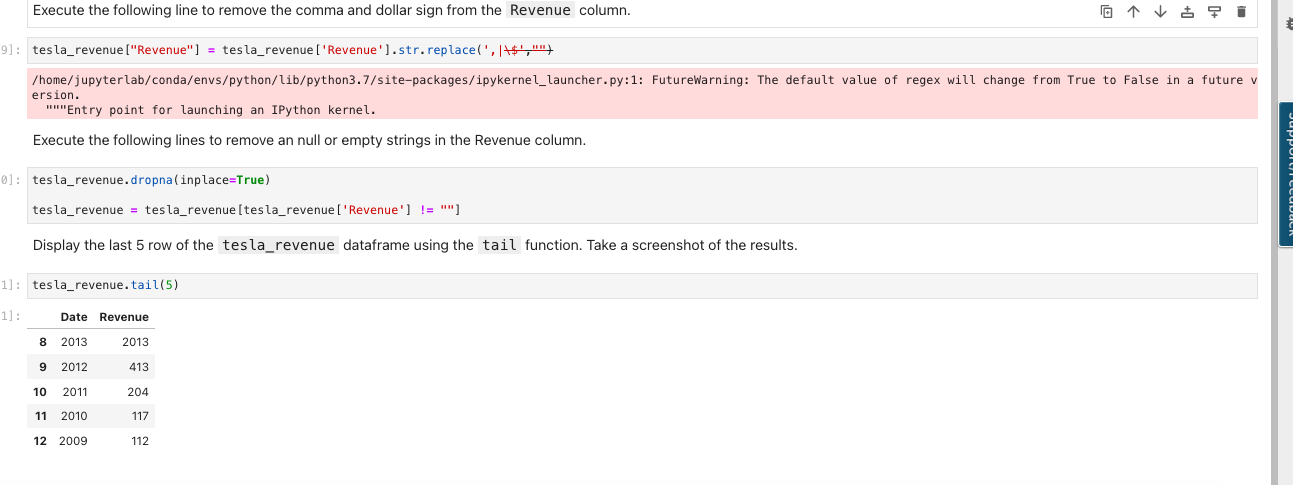 Execute the following line to remove the comma and dollar sign from the Revenue column.
9]: tesla_revenue["Revenue"] = tesla_revenue['Revenue'].str.replace(',|\$',"")
/home/jupyterlab/conda/envs/python/lib/python3.7/site-packages/ipykernel_launcher.py:1: FutureWarning: The default value of regex will change from True to False in a future v
ersion.
"""Entry point for launching an IPython kernel.
Execute the following lines to remove an null or empty strings in the Revenue column.
0]: tesla_revenue.dropna(inplace=True)
tesla_revenue = tesla_revenue[tesla_revenue['Revenue'] != ""]
Display the last 5 row of the tesla_revenue dataframe using the tail function. Take a screenshot of the results.
1]: tesla_revenue.tail(5)
1]: Date Revenue
8 2013 2013
9 2012 413
10 2011 204
11 2010 117
12 2009 112
Support/Feedback